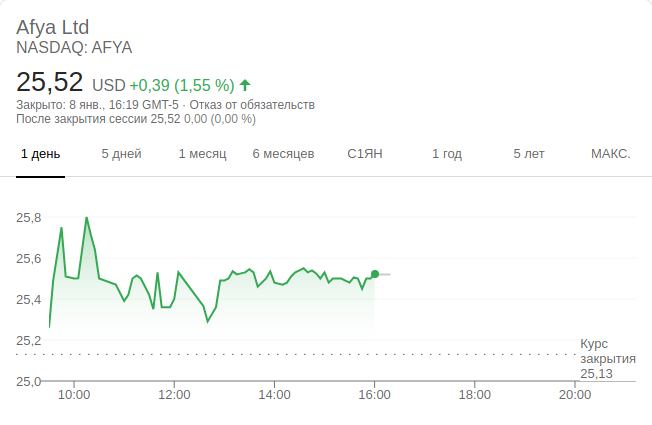 Afya Ltd
NASDAQ: AFYA
25,52 USD +0,39 (1,55 %)
Закрыто: 8 янв., 16:19 GMT-5 · Отказ от обязательств
После закрытия сессии 25,52 0,00 (0,00 %)
1 день 5 дней 1 месяц 6 месяцев С1ЯН 1 год 5 лет МАКС.
25,8
25,6
25,4
25,2
Курс
закрытия
25,13
25,0
10:00 12:00 14:00 16:00 18:00 20:00